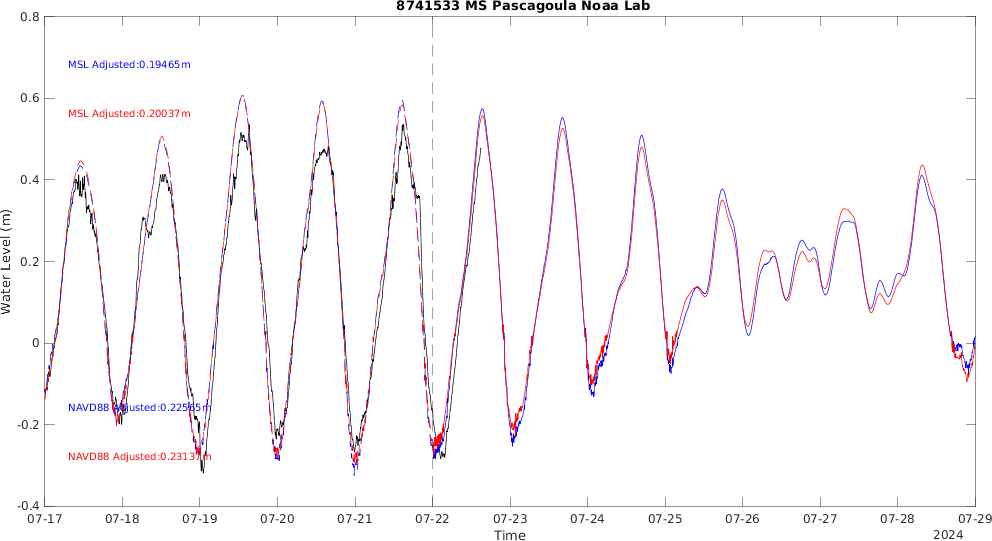 8741533 MS Pascagoula Noaa Lab
0.8
MSL Adjusted:0.19465m
0.6
MSL Adjusted:0.20037m
0.4
Water Level (m)
0.2
0
NAVD88 Adjusted:0.22565m
-0.2
NAVD88 Adjusted:0.23137m
-0.4
07-17 07-18 07-19 07-20 07-21 07-22 07-23 07-24 07-25 07-26 07-27 07-28 07-29
Time
2024